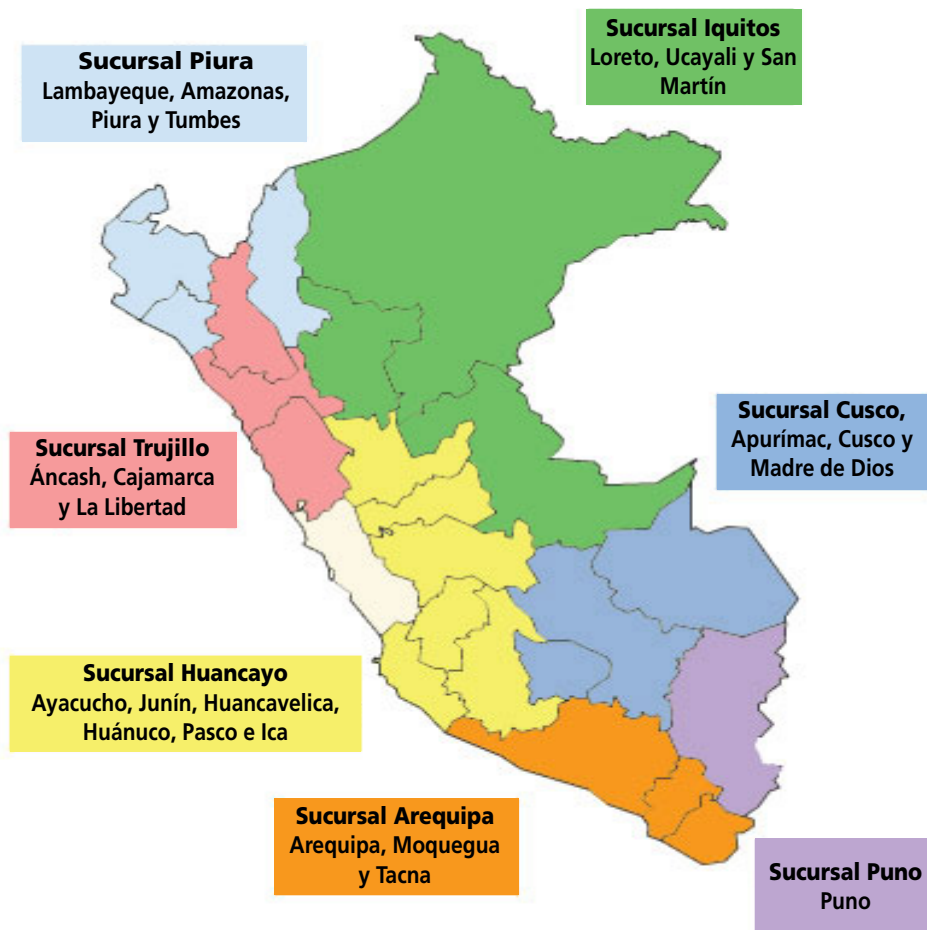 Sucursal Iquitos
Loreto, Ucayali y San
Martín
Sucursal Piura
Lambayeque, Amazonas,
Piura y Tumbes
Sucursal Cusco,
Apurímac, Cusco y
Madre de Dios
Sucursal Trujillo
Áncash, Cajamarca
y La Libertad
Sucursal Huancayo
Ayacucho, Junín, Huancavelica,
Huánuco, Pasco e Ica
Sucursal Arequipa
Arequipa, Moquegua
y Tacna
Sucursal Puno
Puno